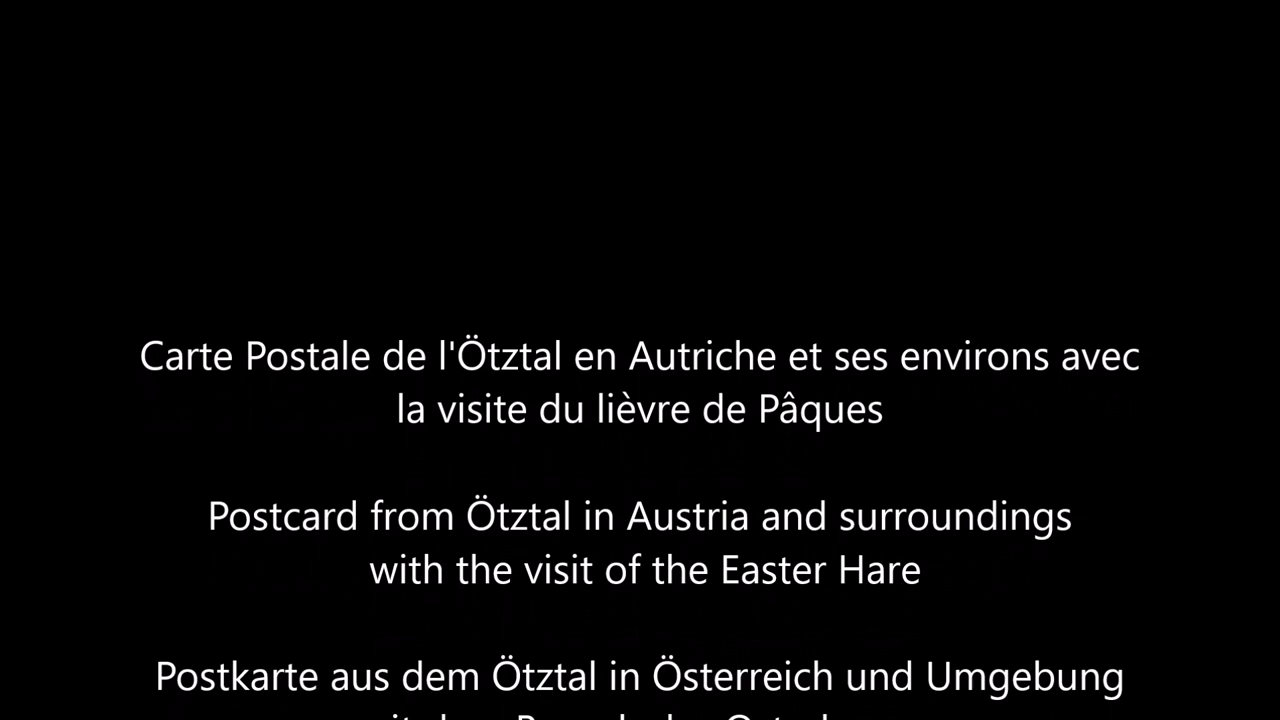 Carte Postale de l'Ötztal en Autriche et ses environs avec
la visite du lièvre de Pâques
Postcard from Ötztal in Austria and surroundings
with the visit of the Easter Hare
Postkarte aus dem Ötztal in Österreich und Umgebung